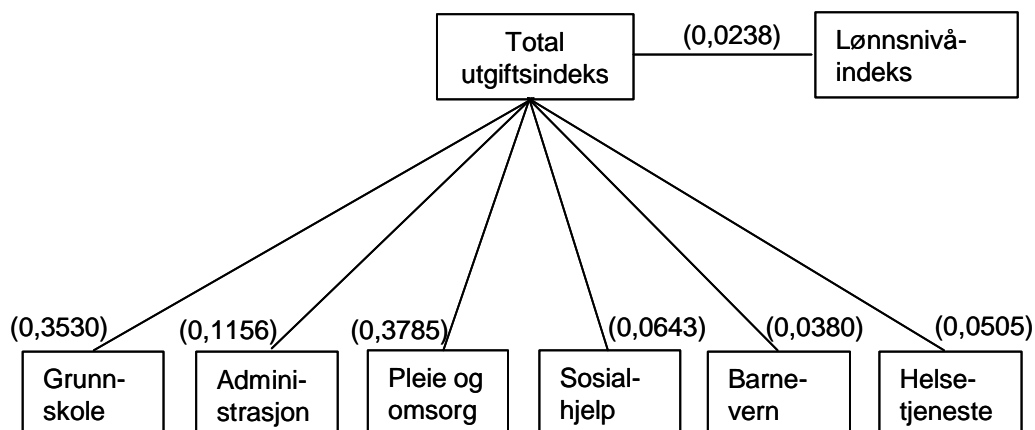 Total
utgiftsindeks
(0,0238)
Lønnsnivå-
indeks
(0,3530)
(0,1156)
(0,3785)
(0,0643)
(0,0380)
(0,0505)
Grunn-
skole
Admini-
strasjon
Pleie og
omsorg
Sosial-
hjelp
Barne-
vern
Helse-
tjeneste